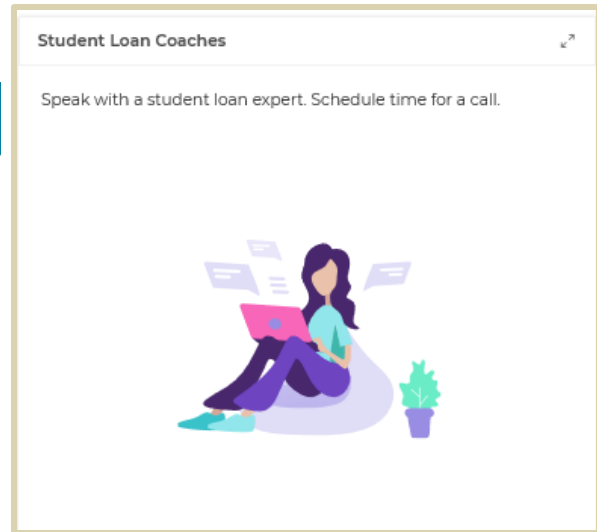 Student Loan Coaches
Speak with a student loan expert. Schedule time for a call.